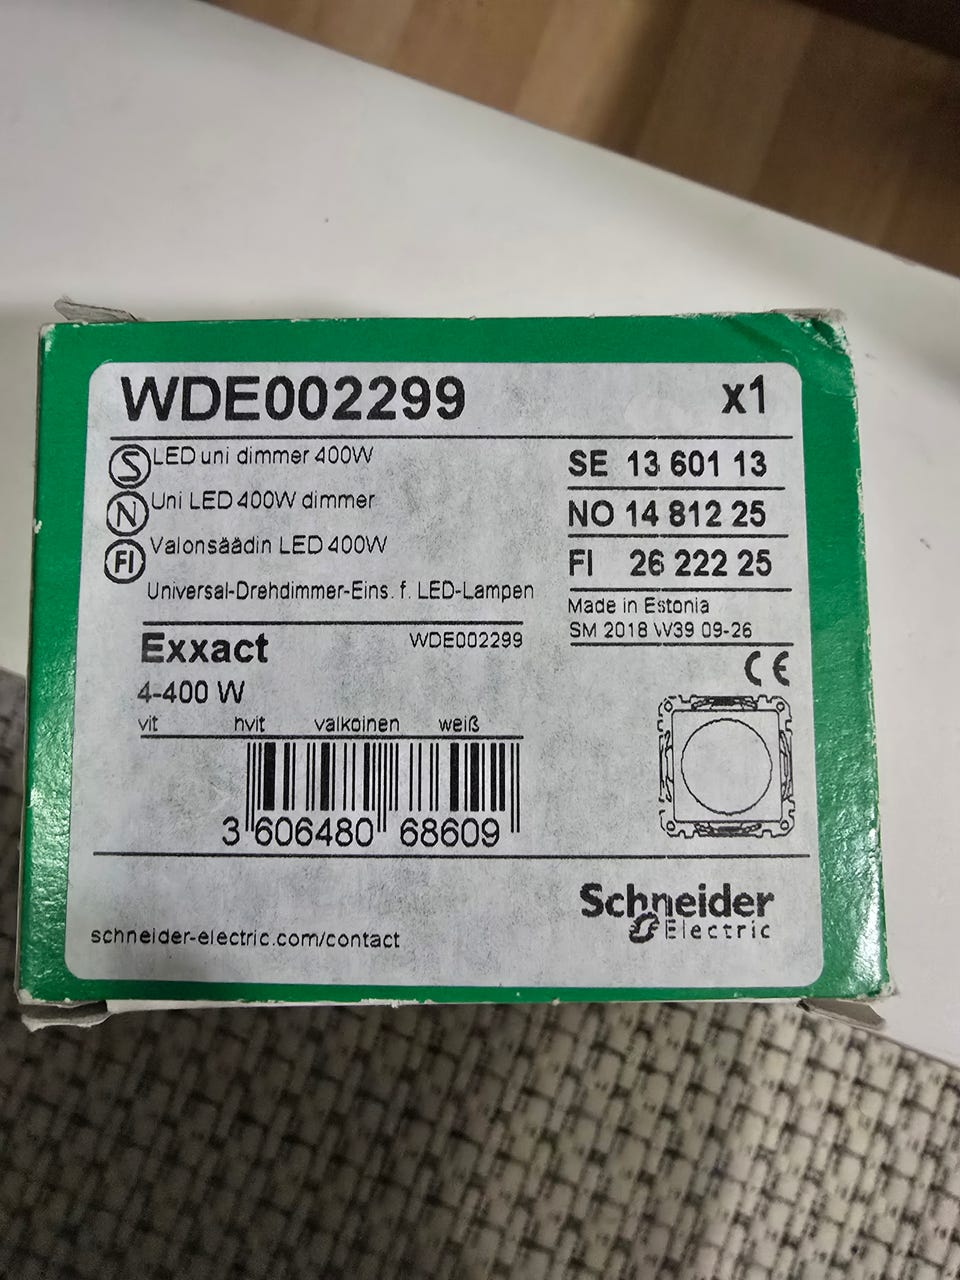 WDE002299 x1
S LED uni dimmer 400W
N Uni LED 400W dimmer
FI Valonsäädin LED 400W
Universal-Drehdimmer-Eins. f. LED-Lampen
SE 13 601 13
NO 14 812 25
FI 26 222 25
Made in Estonia
SM 2018 W39 09-26
CE
Exxact WDE002299
4-400 W
vit hvit valkoinen weiß
3 606480 68609
schneider-electric.com/contact
Schneider
Electric